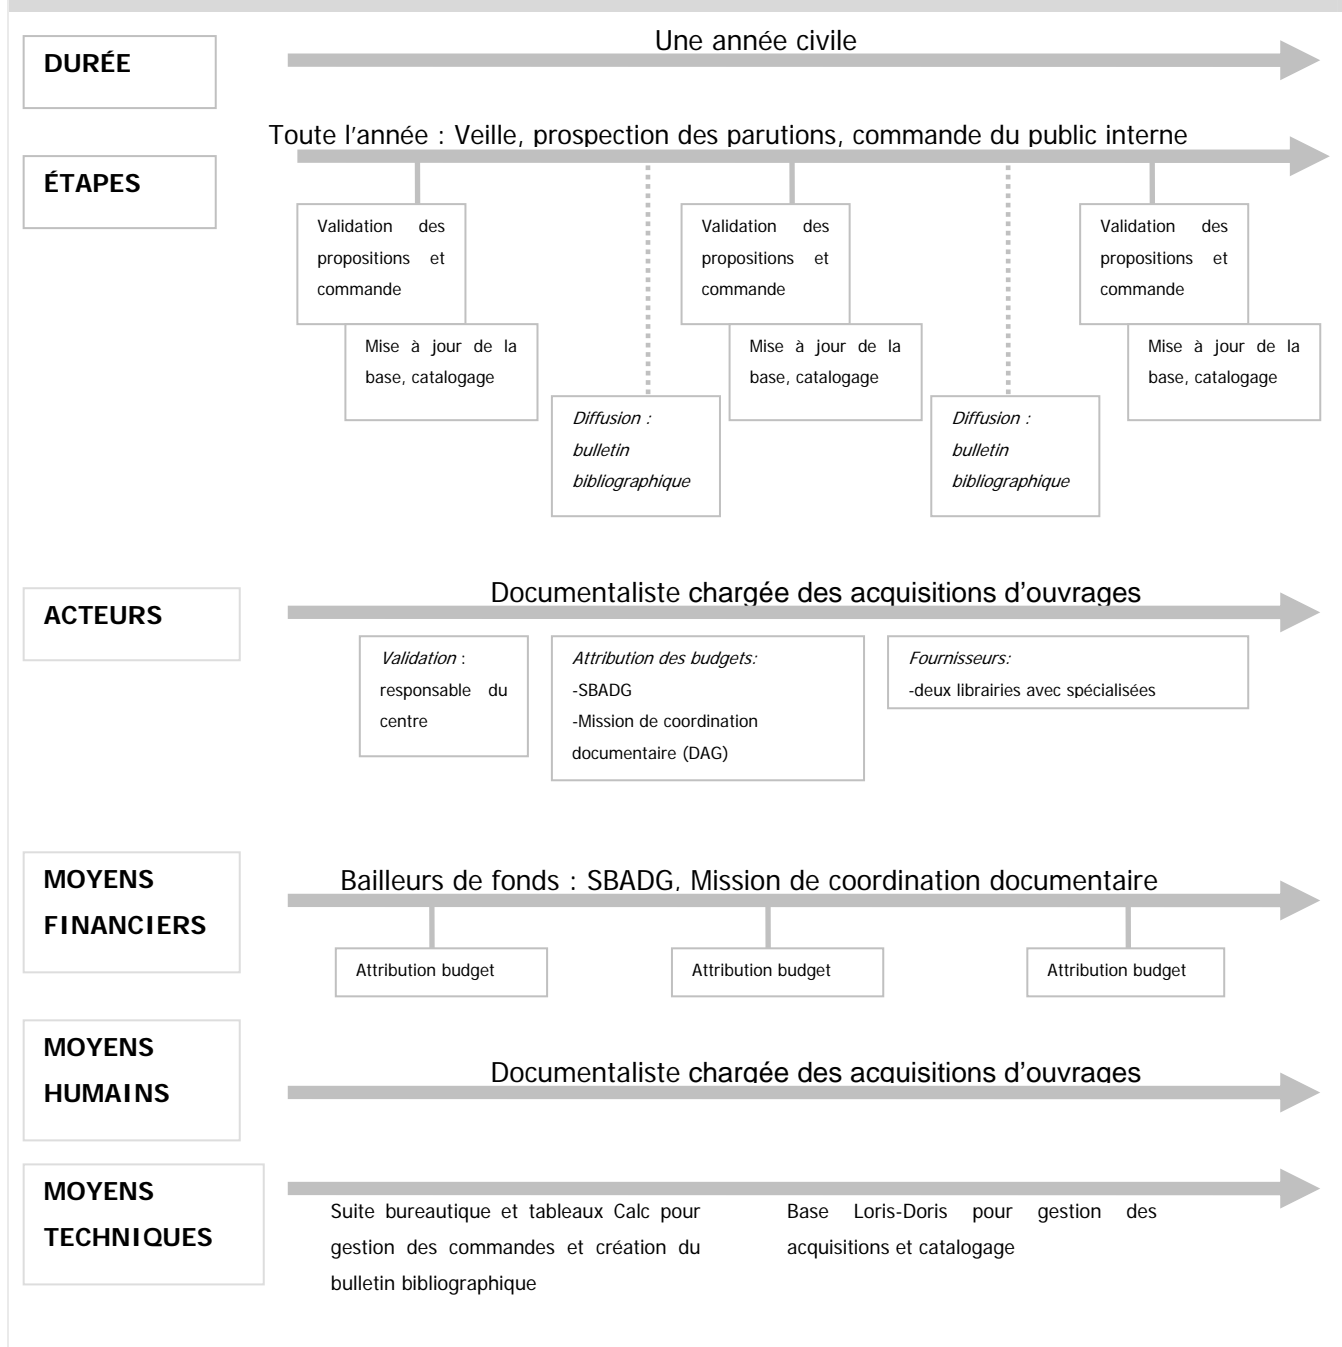 DURÉE
Une année civile
Toute l'année : Veille, prospection des parutions, commande du public interne
ÉTAPES
Validation des
propositions et
commande
Mise à jour de la
base, catalogage
Diffusion :
bulletin
bibliographique
Validation des
propositions et
commande
Mise à jour de la
base, catalogage
Diffusion :
bulletin
bibliographique
Validation des
propositions et
commande
Mise à jour de la
base, catalogage
ACTEURS
Documentaliste chargée des acquisitions d'ouvrages
Validation :
responsable du
centre
Attribution des budgets:
-SBADG
-Mission de coordination
documentaire (DAG)
Fournisseurs:
-deux librairies avec spécialisées
MOYENS
FINANCIERS
Bailleurs de fonds : SBADG, Mission de coordination documentaire
Attribution budget
Attribution budget
Attribution budget
MOYENS
HUMAINS
Documentaliste chargée des acquisitions d'ouvrages
MOYENS
TECHNIQUES
Suite bureautique et tableaux Calc pour
gestion des commandes et création du
bulletin bibliographique
Base Loris-Doris pour gestion des
acquisitions et catalogage